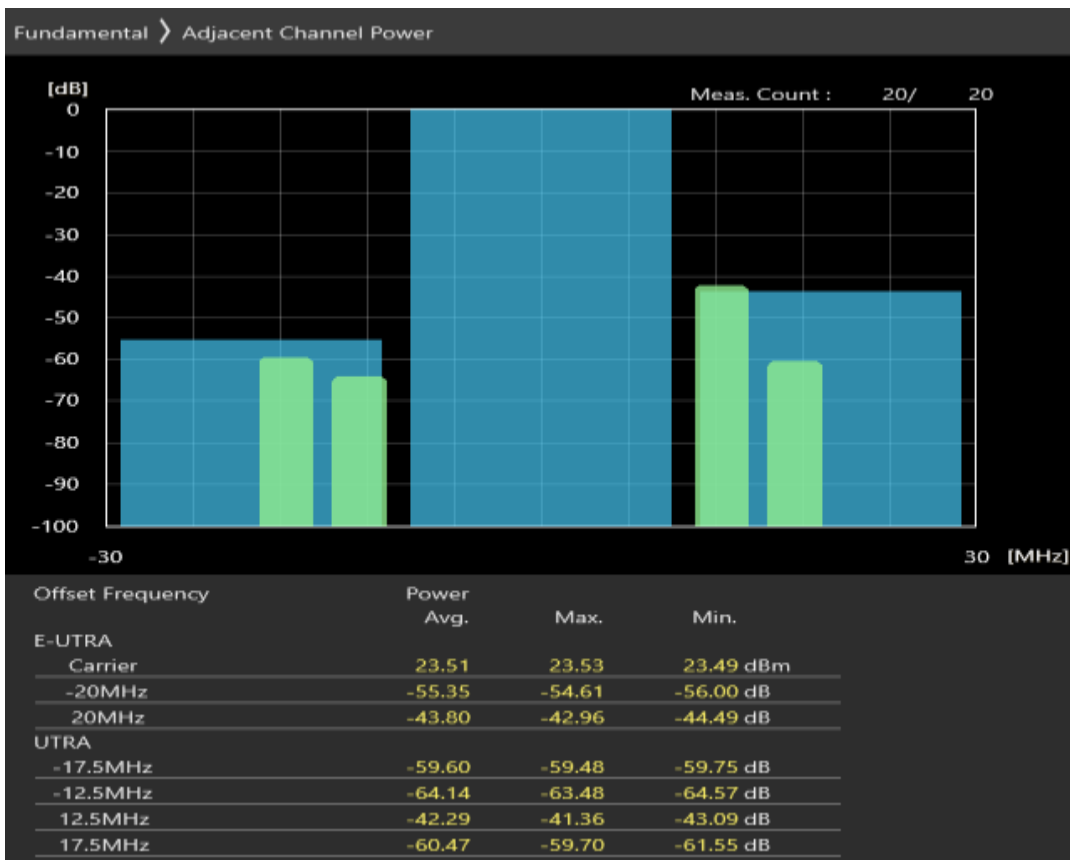 Fundamental ❯ Adjacent Channel Power
[dB]
Meas. Count : 20/ 20
0
-10
-20
-30
-40
-50
-60
-70
-80
-90
-100
-30 30 [MHz]
Offset Frequency Power
Avg. Max. Min.
E-UTRA
Carrier 23.51 23.53 23.49 dBm
-20MHz -55.35 -54.61 -56.00 dB
20MHz -43.80 -42.96 -44.49 dB
UTRA
-17.5MHz -59.60 -59.48 -59.75 dB
-12.5MHz -64.14 -63.48 -64.57 dB
12.5MHz -42.29 -41.36 -43.09 dB
17.5MHz -60.47 -59.70 -61.55 dB